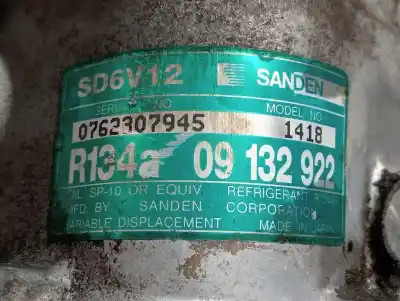 SD6V12 SANDEN
SERIAL NO MODEL NO
0762307945 1418
R134a 09 132 922
OIL SP-10 OR EQUIV REFRIGERANT
MFD. BY SANDEN CORPORATION
VARIABLE DISPLACEMENT MADE IN JAPAN